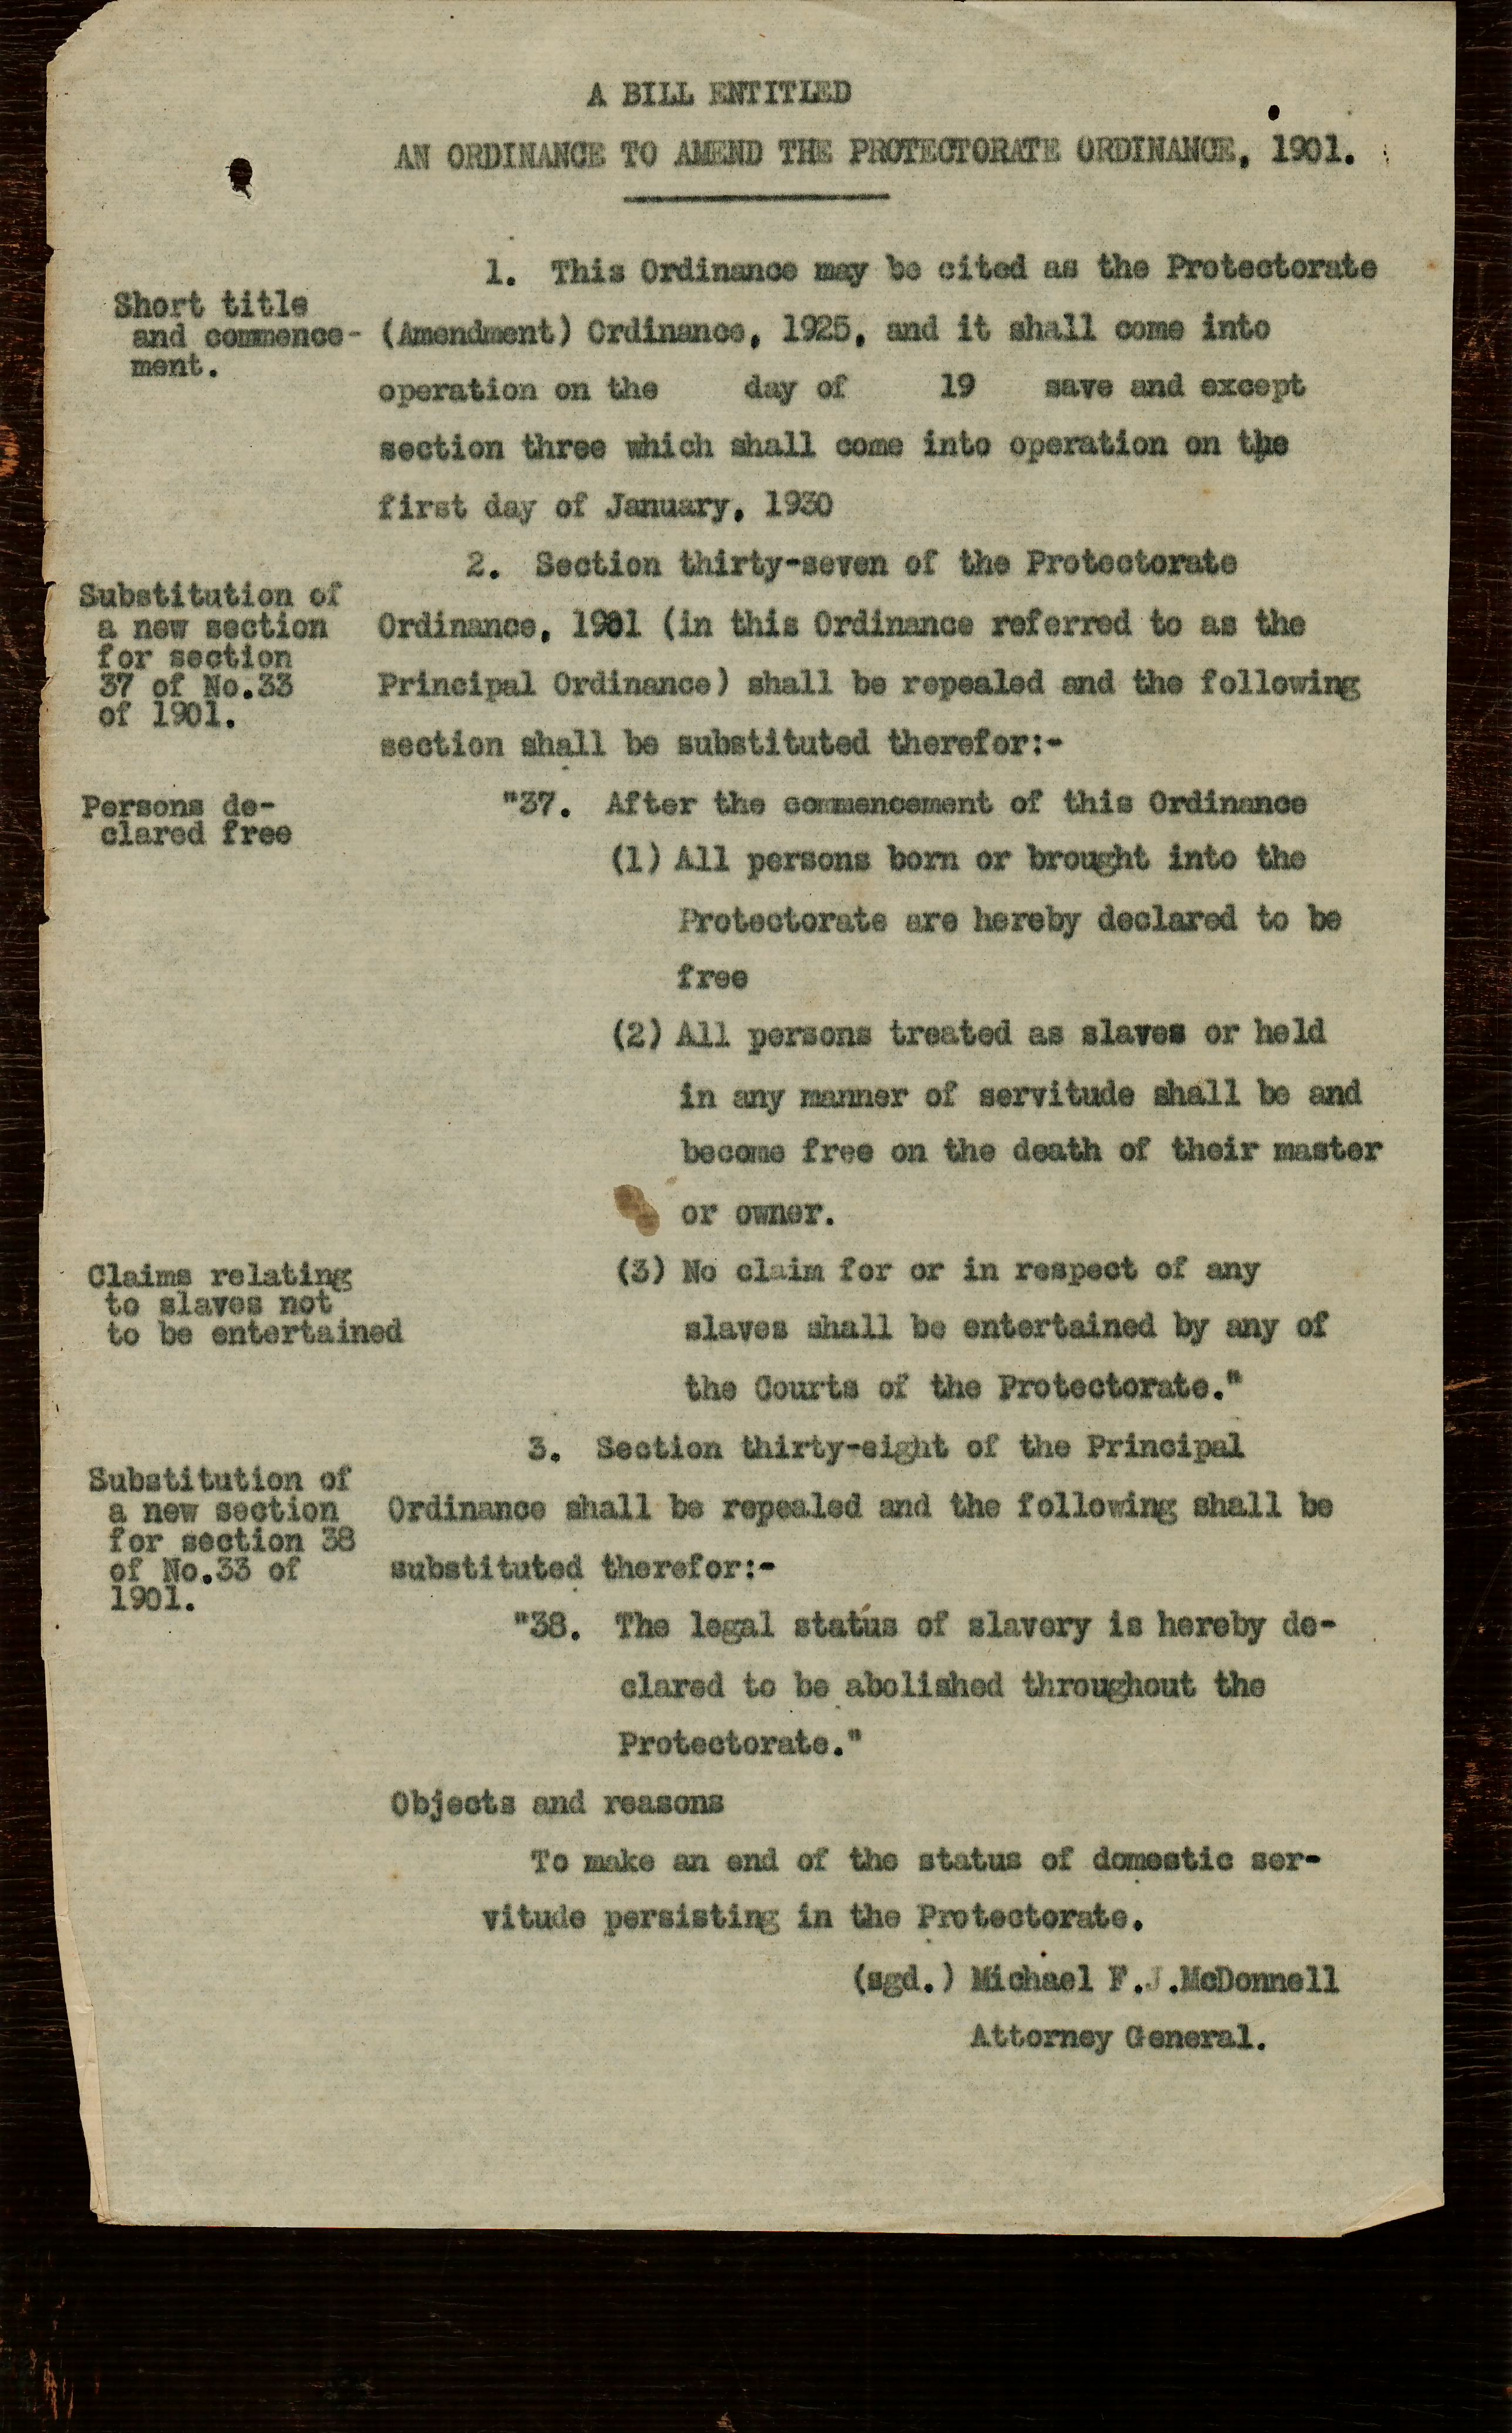 A BILL ENTITLED
AN ORDINANCE TO AMEND THE PROTECTORATE ORDINANCE, 1901.
Short title
and commence-
ment.
1. This Ordinance may be cited as the Protectorate
(Amendment) Ordinance, 1925, and it shall come into
operation on the day of 19 save and except
section three which shall come into operation on the
first day of January, 1930
Substitution of
a new section
for section
37 of No.33
of 1901.
2. Section thirty-seven of the Protectorate
Ordinance, 1901 (in this Ordinance referred to as the
Principal Ordinance) shall be repealed and the following
section shall be substituted therefor:-
Persons de-
clared free
"37. After the commencement of this Ordinance
(1) All persons born or brought into the
Protectorate are hereby declared to be
free
(2) All persons treated as slaves or held
in any manner of servitude shall be and
become free on the death of their master
or owner.
Claims relating
to slaves not
to be entertained
(3) No claim for or in respect of any
slaves shall be entertained by any of
the Courts of the Protectorate."
Substitution of
a new section
for section 38
of No.33 of
1901.
3. Section thirty-eight of the Principal
Ordinance shall be repealed and the following shall be
substituted therefor:-
"38. The legal status of slavery is hereby de-
clared to be abolished throughout the
Protectorate."
Objects and reasons
To make an end of the status of domestic ser-
vitude persisting in the Protectorate.
(sgd.) Michael F.J.McDonnell
Attorney General.